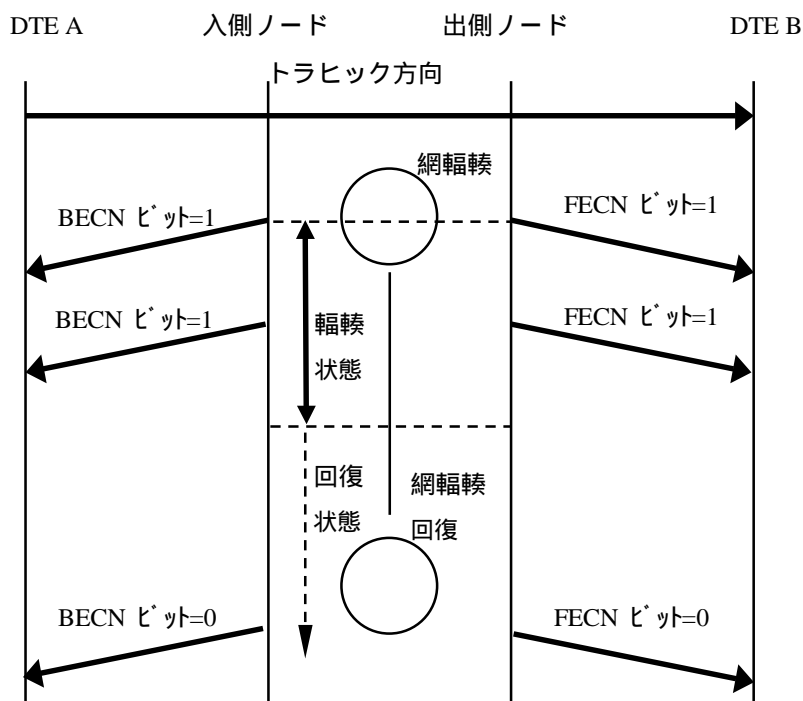 DTE A
入側ノード
出側ノード
DTE B
トラヒック方向
網輻輳
BECN ビット=1
FECN ビット=1
BECN ビット=1
輻輳
状態
FECN ビット=1
回復
状態
網輻輳
回復
BECN ビット=0
FECN ビット=0